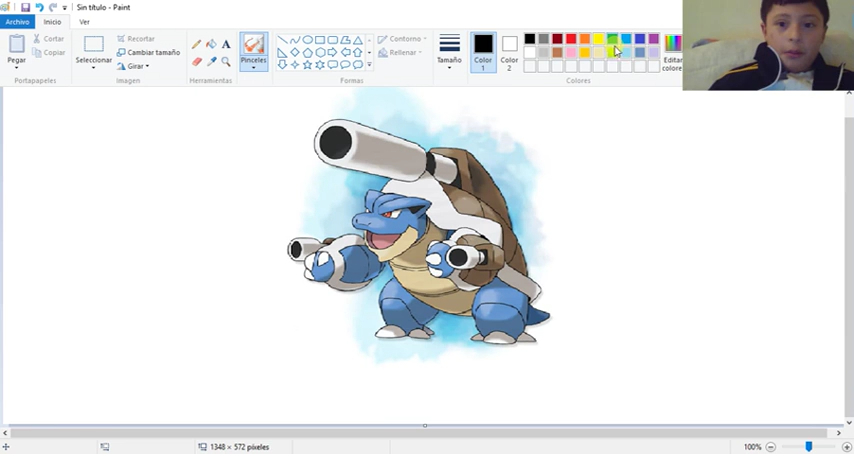 Sin título - Paint
Archivo Inicio Ver
Pegar
Cortar
Copiar
Portapapeles
Seleccionar
Recortar
Cambiar tamaño
Girar
Imagen
A
Herramientas
Pinceles
Contorno
Rellenar
Formas
Tamaño
Color
1
Color
2
Colores
Editar
colores
1348 × 572 píxeles
100%